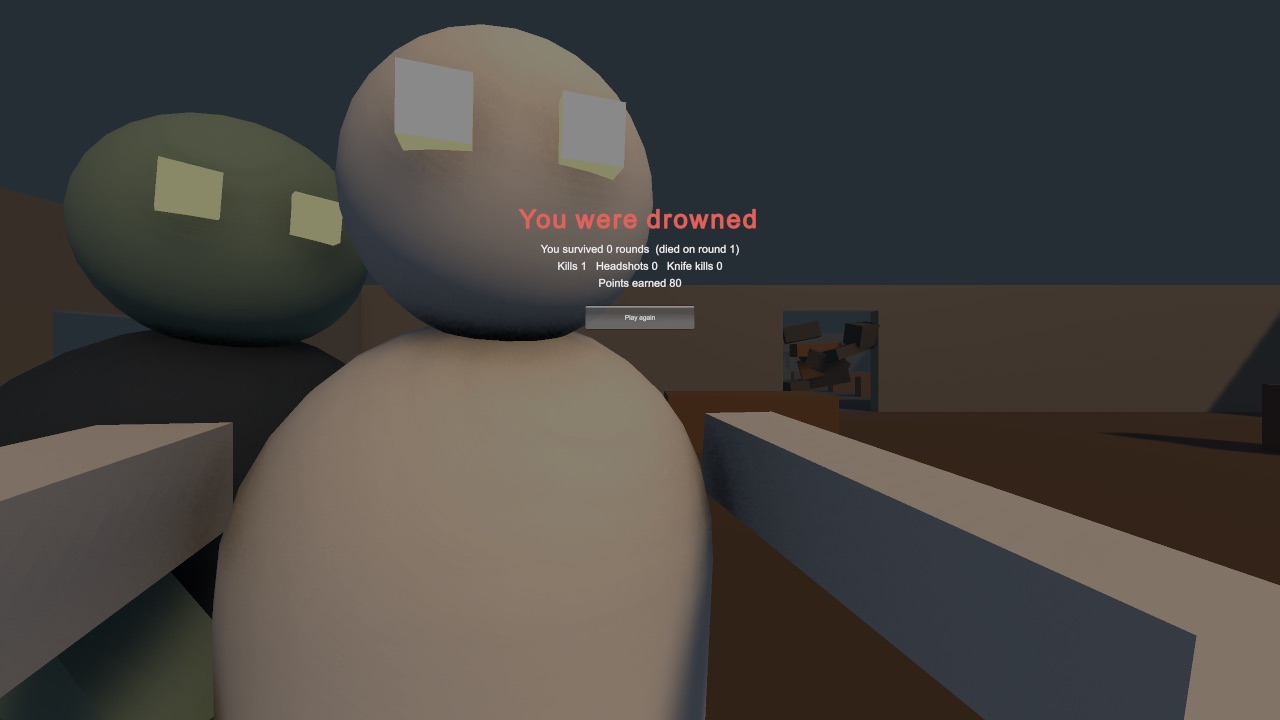 You were drowned
You survived 0 rounds  (died on round 1)
Kills 1   Headshots 0   Knife kills 0
Points earned 80
Play again